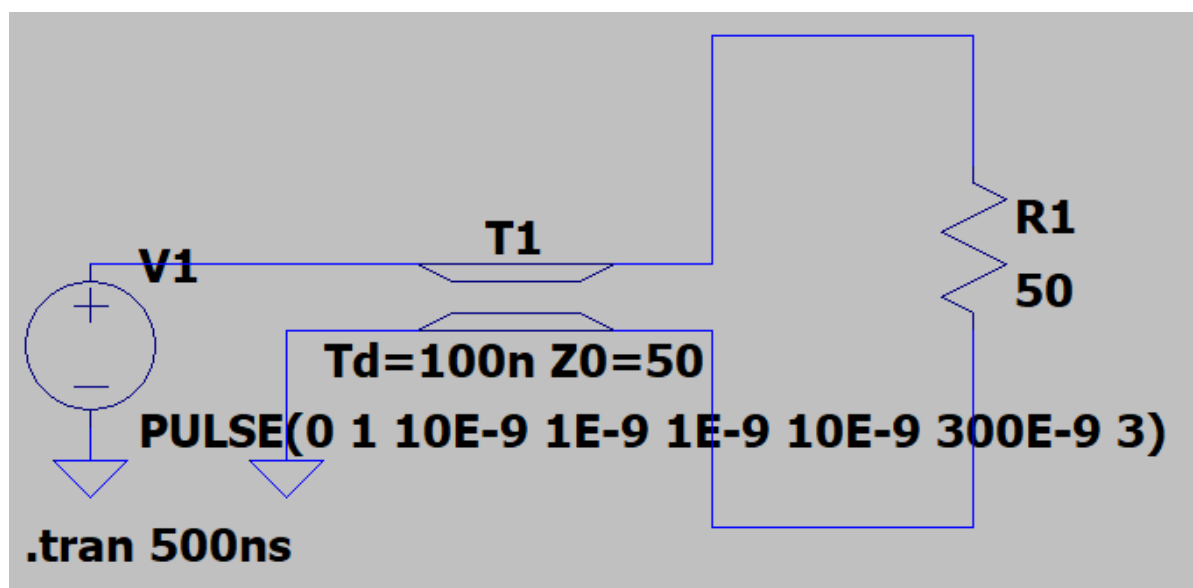 T1
V1
R1
50
Td=100n Z0=50
PULSE(0 1 10E-9 1E-9 1E-9 10E-9 300E-9 3)
.tran 500ns